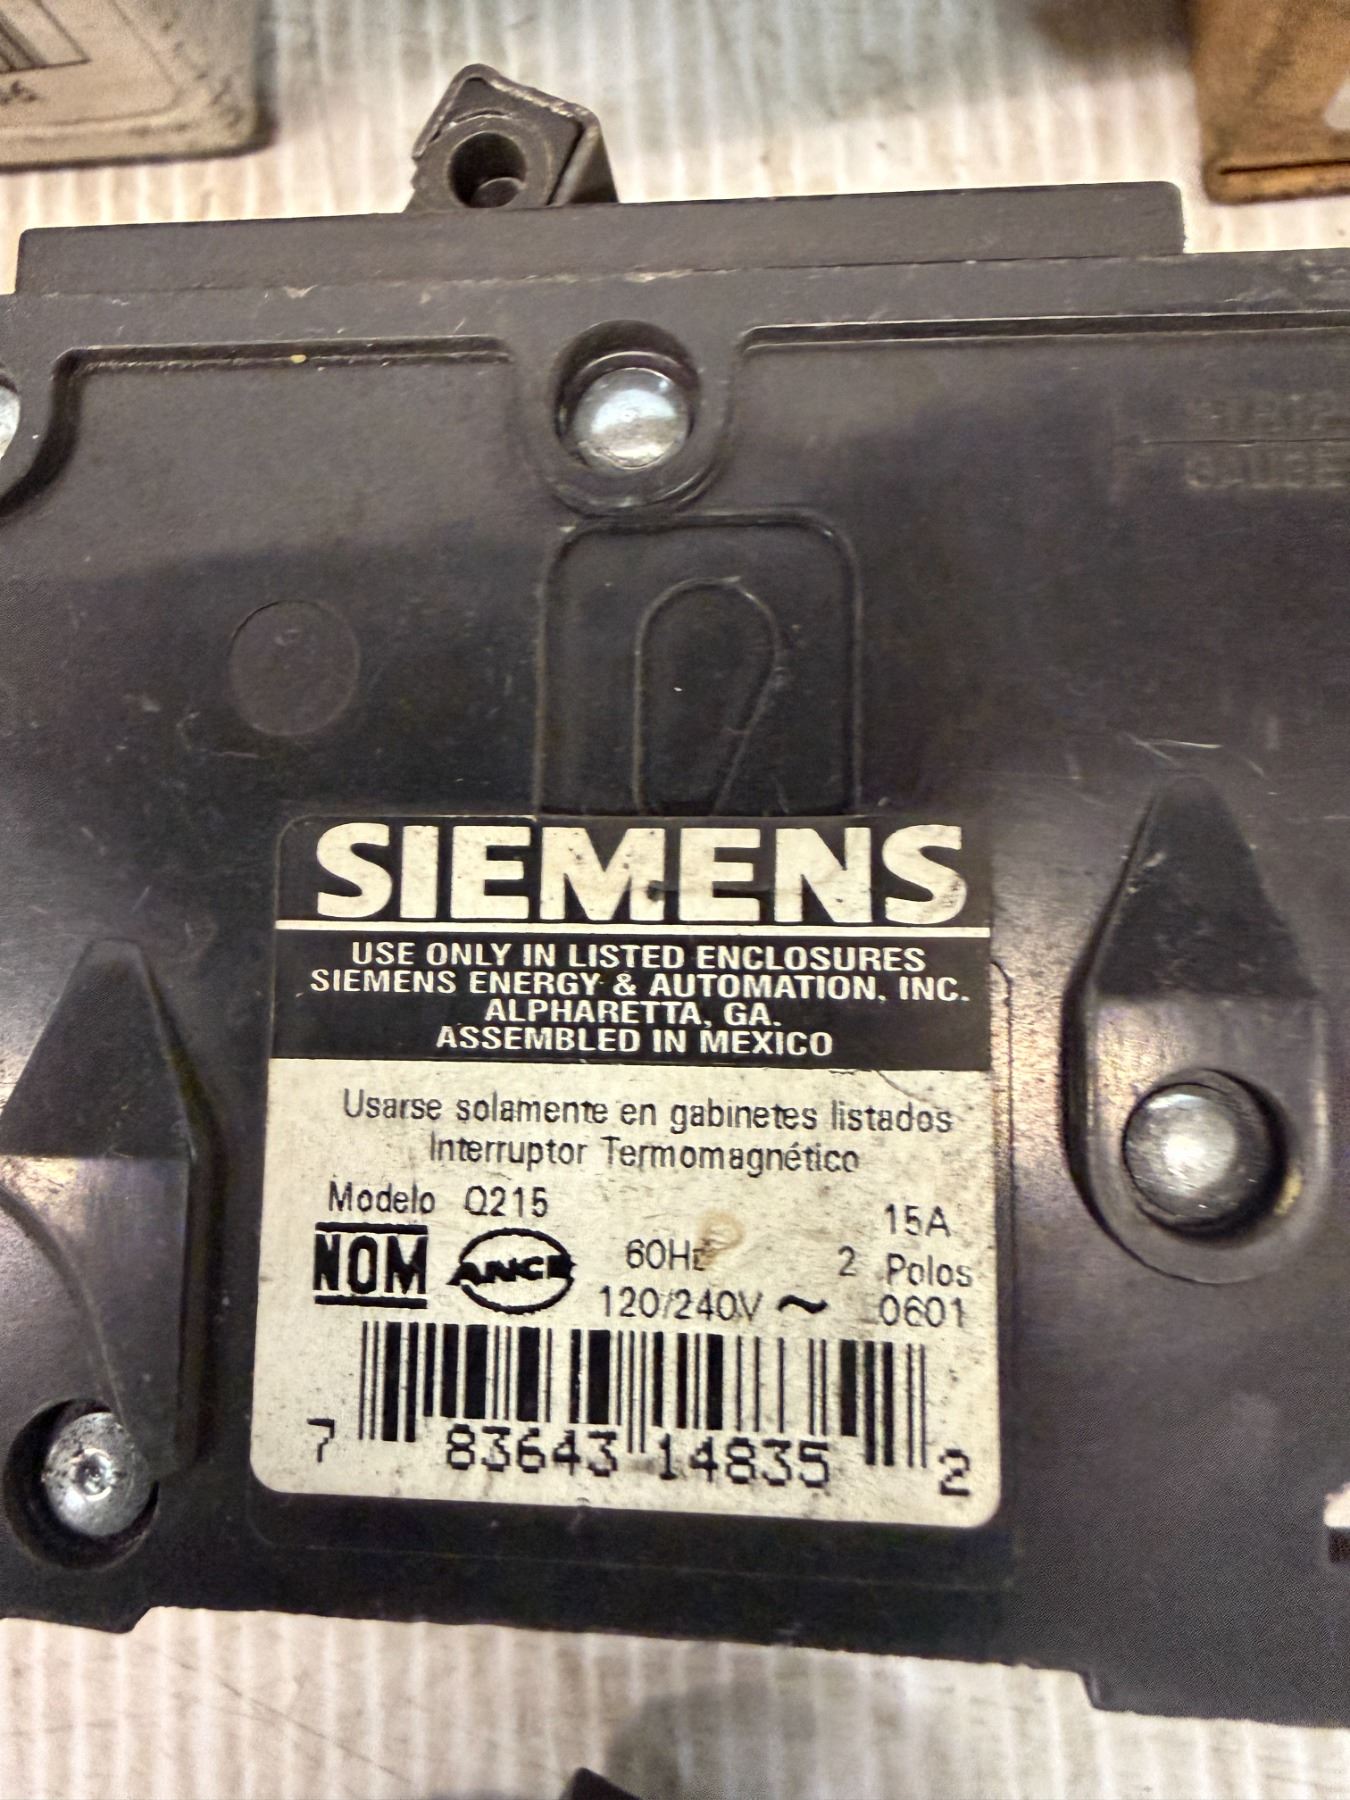 SIEMENS
USE ONLY IN LISTED ENCLOSURES
SIEMENS ENERGY & AUTOMATION, INC.
ALPHARETTA, GA.
ASSEMBLED IN MEXICO
Usarse solamente en gabinetes listados
Interruptor Termomagnético
Modelo Q215
15A
NOM ANCE 60Hz 2 Polos
120/240V ~ 0601
7 83643 14835 2